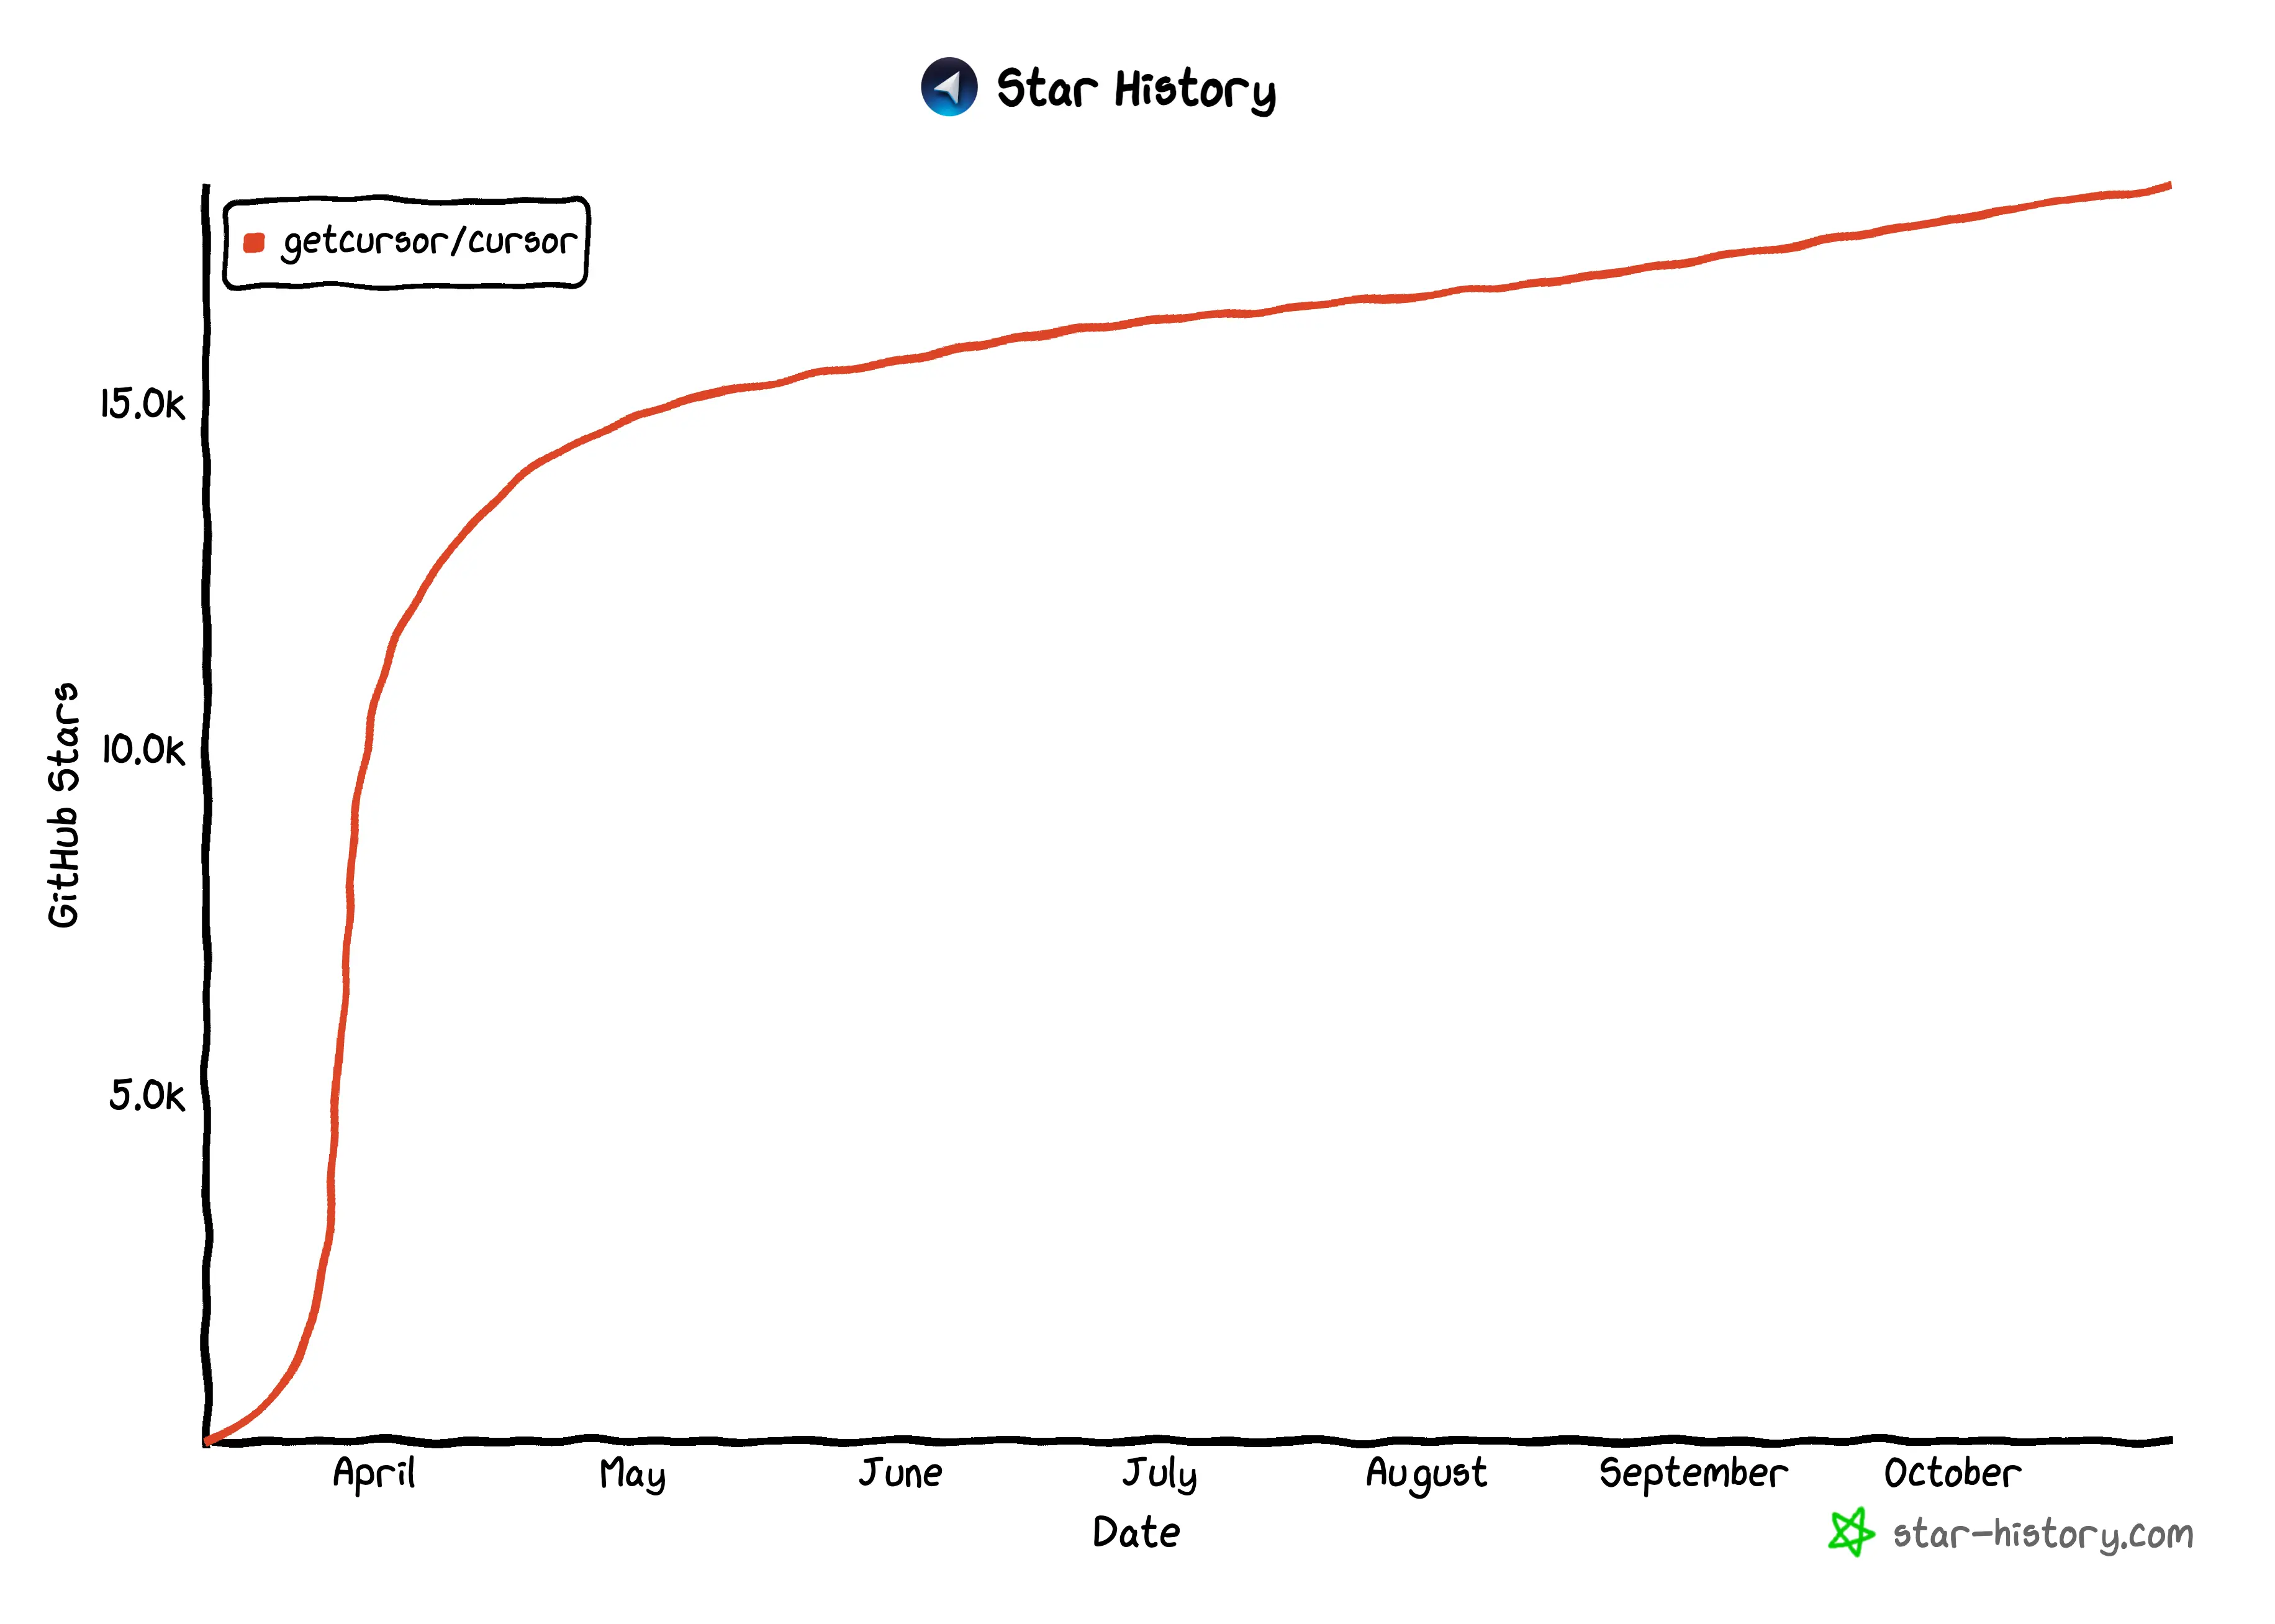 Star History
getcursor/cursor
15.0k
10.0k
5.0k
GitHub Stars
April May June July August September October
Date
star-history.com